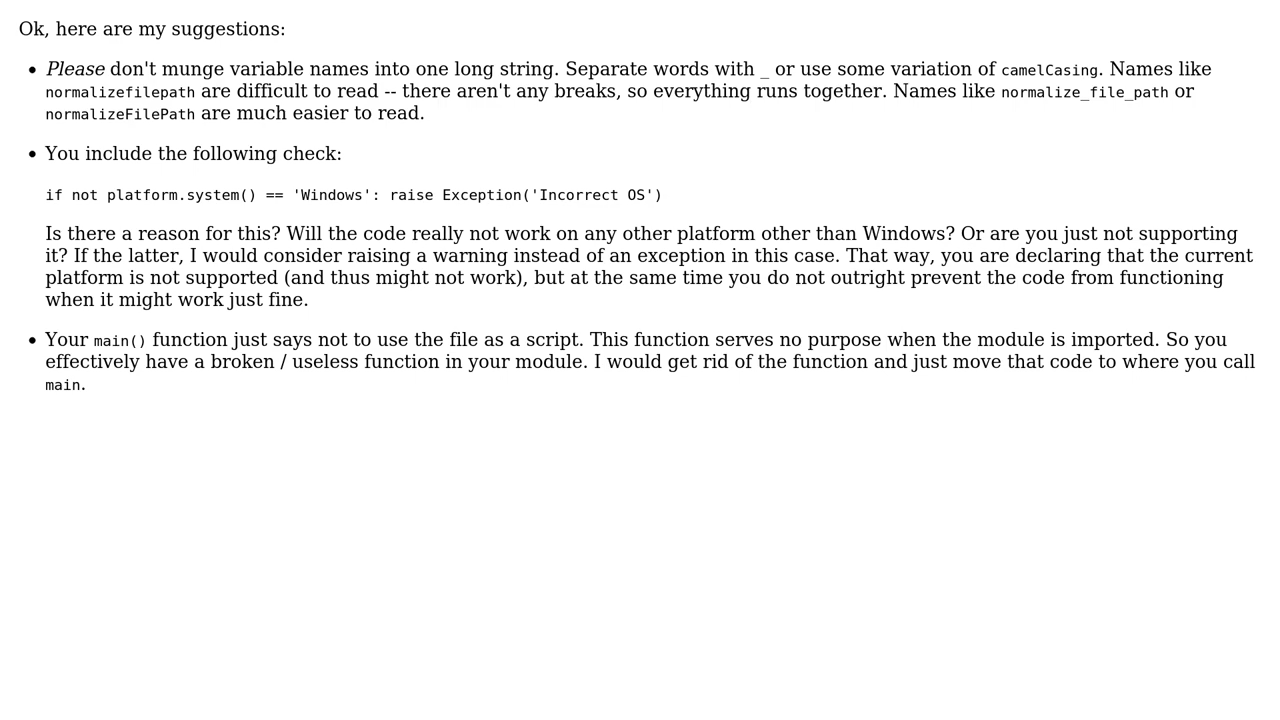 Ok, here are my suggestions:
• Please don't munge variable names into one long string. Separate words with _ or use some variation of camelCasing. Names like
normalizefilepath are difficult to read -- there aren't any breaks, so everything runs together. Names like normalize_file_path or
normalizeFilePath are much easier to read.
• You include the following check:
if not platform.system() == 'Windows': raise Exception('Incorrect OS')
Is there a reason for this? Will the code really not work on any other platform other than Windows? Or are you just not supporting
it? If the latter, I would consider raising a warning instead of an exception in this case. That way, you are declaring that the current
platform is not supported (and thus might not work), but at the same time you do not outright prevent the code from functioning
when it might work just fine.
• Your main() function just says not to use the file as a script. This function serves no purpose when the module is imported. So you
effectively have a broken / useless function in your module. I would get rid of the function and just move that code to where you call
main.